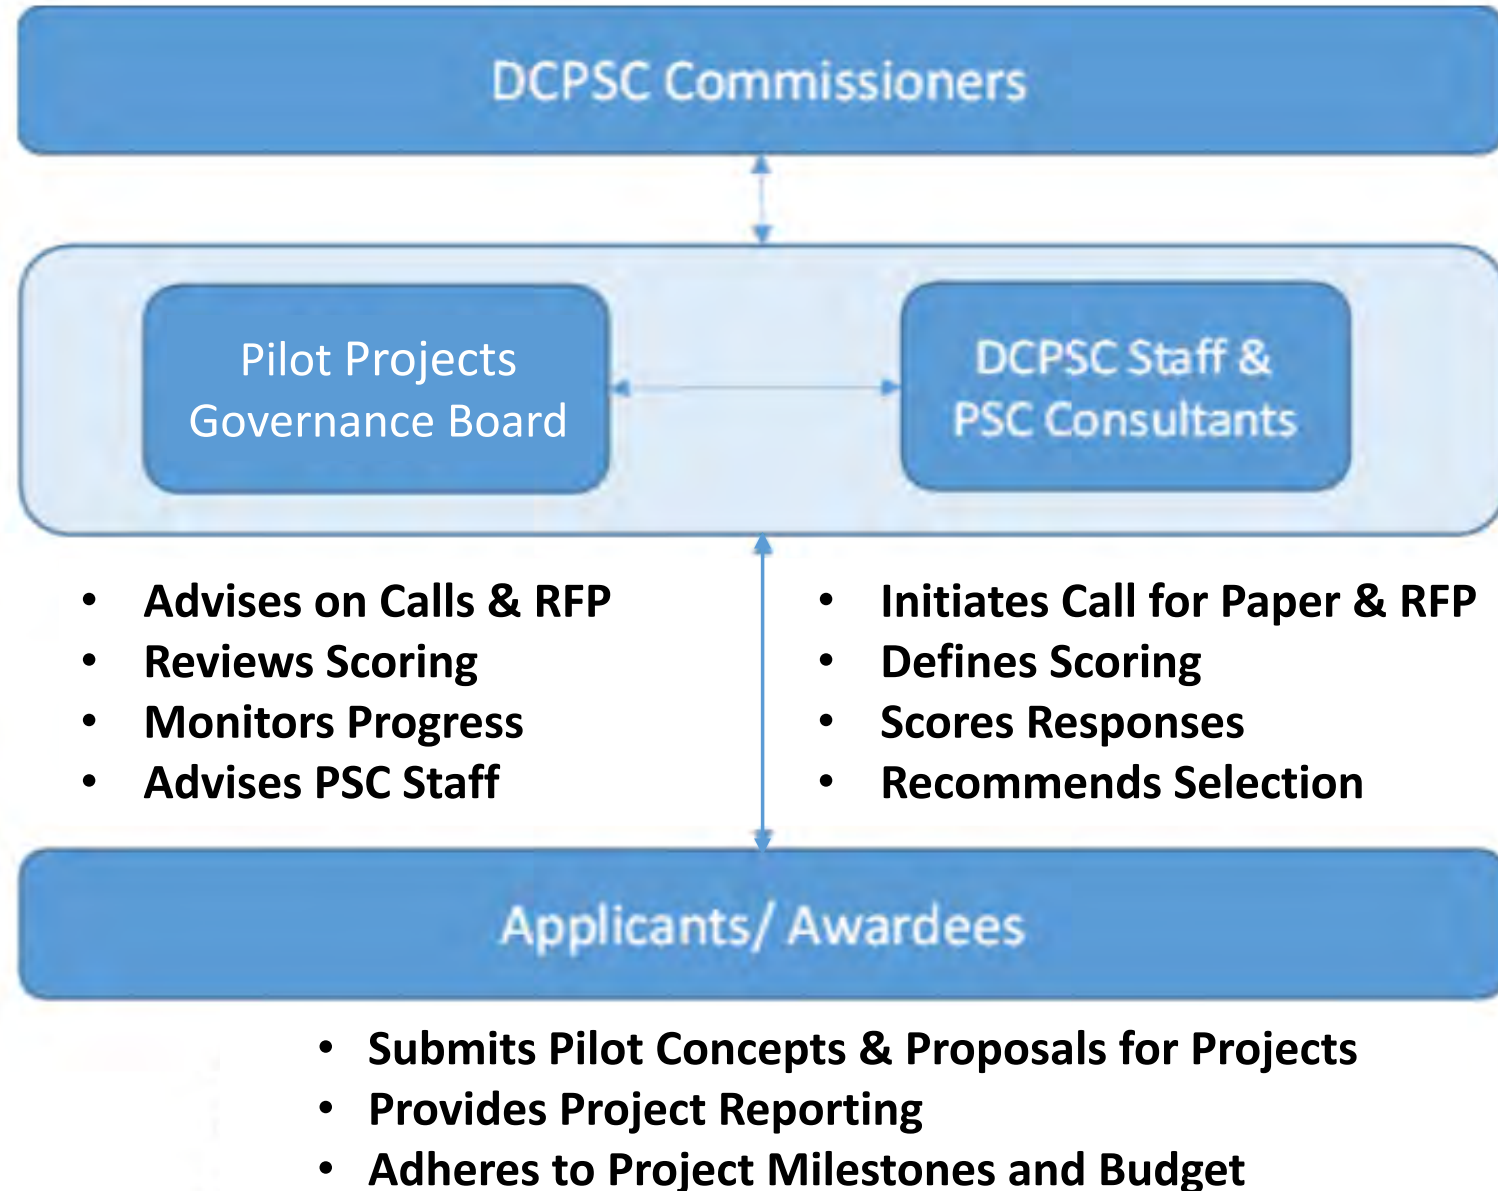 DCPSC Commissioners
Pilot Projects
Governance Board
DCPSC Staff &
PSC Consultants
• Advises on Calls & RFP
• Reviews Scoring
• Monitors Progress
• Advises PSC Staff
• Initiates Call for Paper & RFP
• Defines Scoring
• Scores Responses
• Recommends Selection
Applicants/ Awardees
• Submits Pilot Concepts & Proposals for Projects
• Provides Project Reporting
• Adheres to Project Milestones and Budget